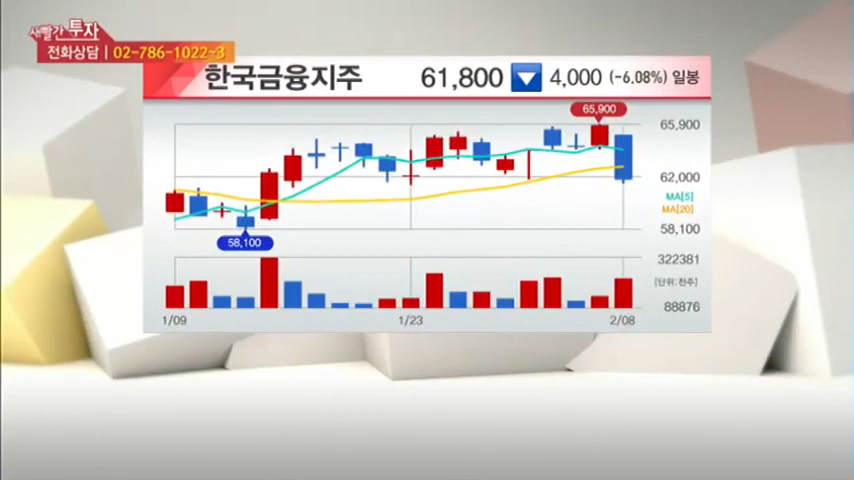 새빨간 투자
전화상담 | 02-786-1022~3
한국금융지주 61,800 4,000 (-6.08%) 일봉
65,900
65,900
62,000
MA[5]
MA[20]
58,100
58,100
322381
[단위:천주]
88876
1/09 1/23 2/08